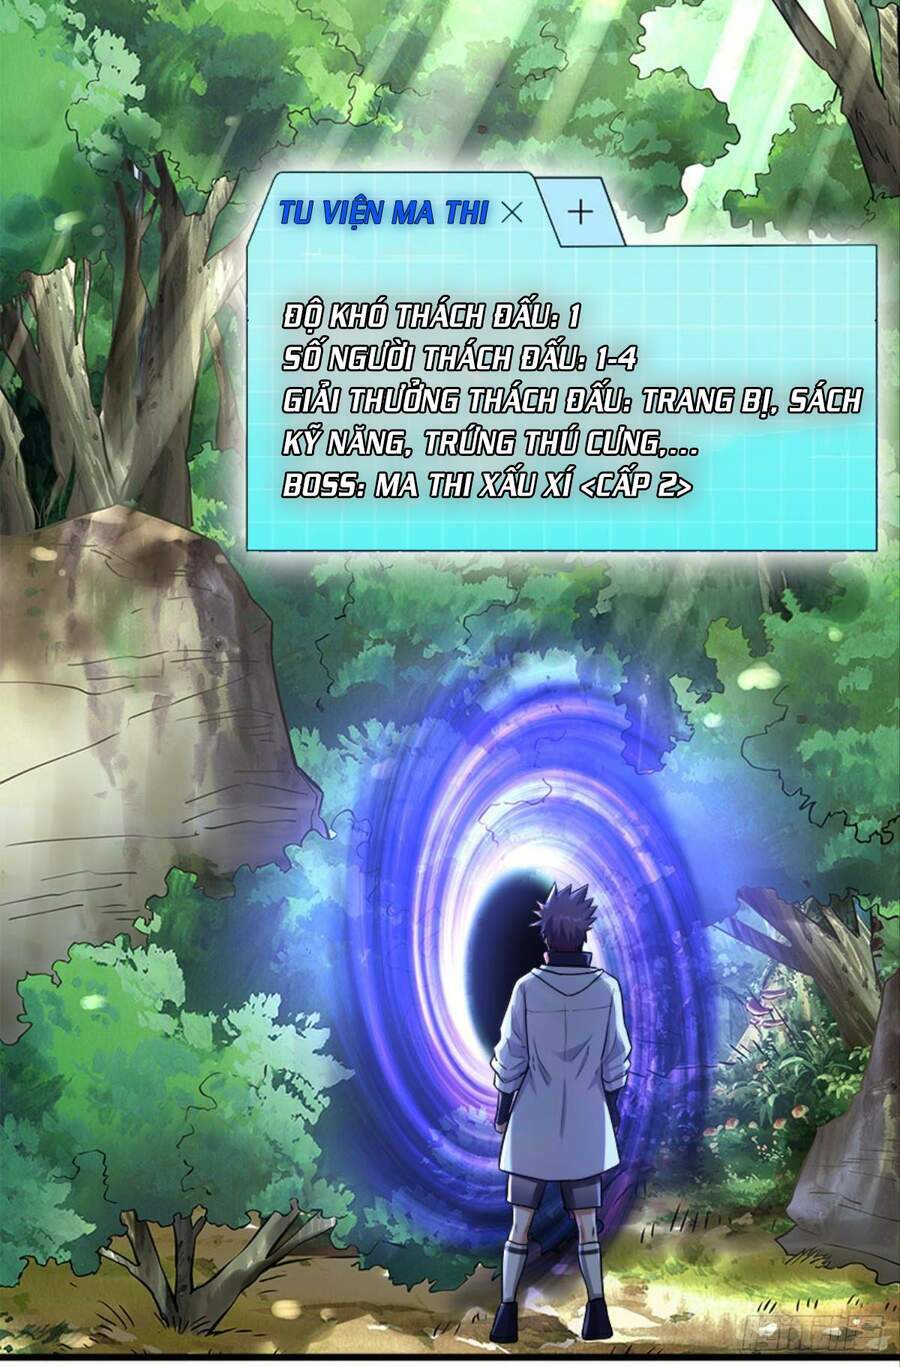 TU VIỆN MA THI × +
ĐỘ KHÓ THÁCH ĐẤU: 1
SỐ NGƯỜI THÁCH ĐẤU: 1-4
GIẢI THƯỞNG THÁCH ĐẤU: TRANG BỊ, SÁCH
KỸ NĂNG, TRỨNG THÚ CƯNG,...
BOSS: MA THI XẤU XÍ <CẤP 2>